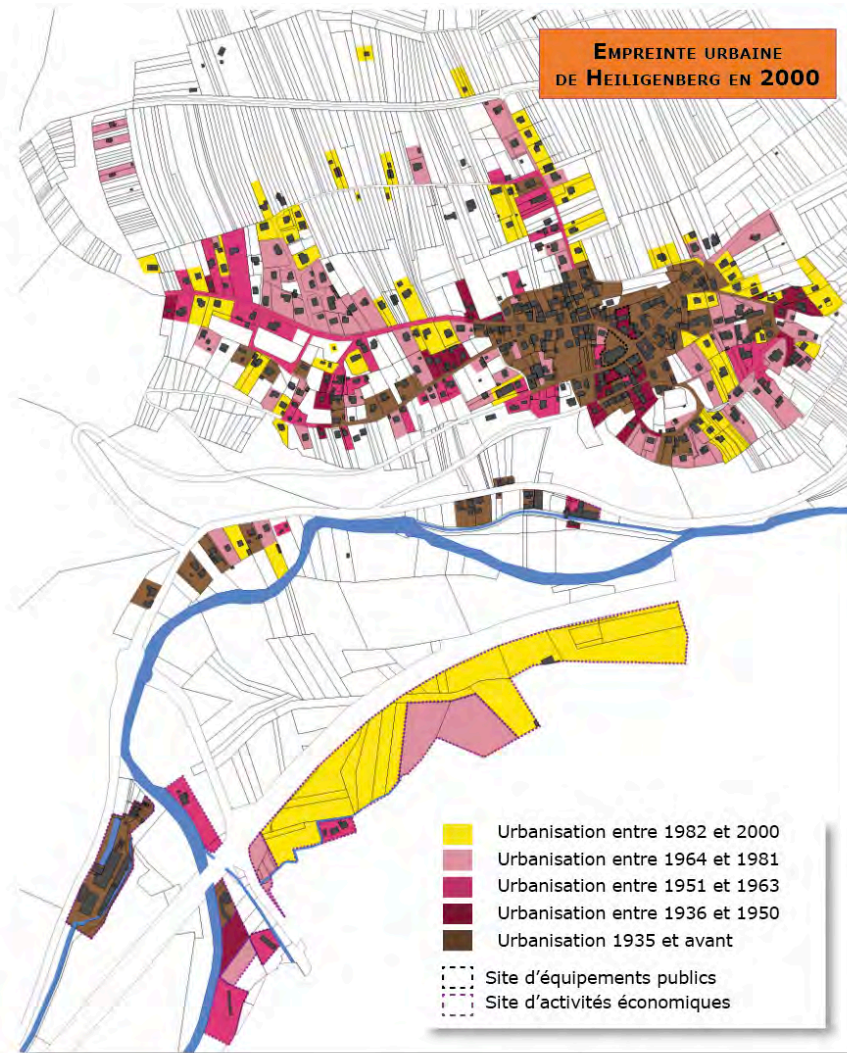 EMPREINTE URBAINE
DE HEILIGENBERG EN 2000
Urbanisation entre 1982 et 2000
Urbanisation entre 1964 et 1981
Urbanisation entre 1951 et 1963
Urbanisation entre 1936 et 1950
Urbanisation 1935 et avant
Site d'équipements publics
Site d'activités économiques